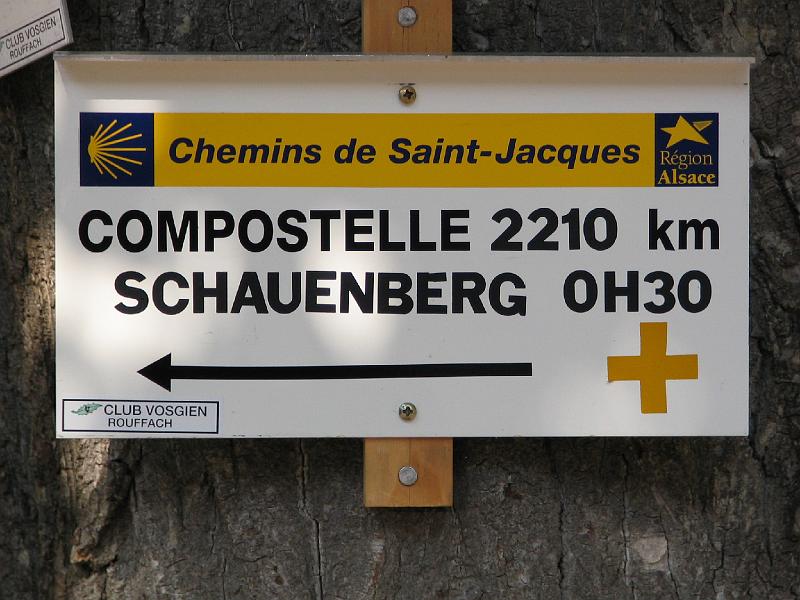 CLUB VOSGIEN
ROUFFACH
Chemins de Saint-Jacques
Région
Alsace
COMPOSTELLE 2210 km
SCHAUENBERG 0H30
CLUB VOSGIEN
ROUFFACH